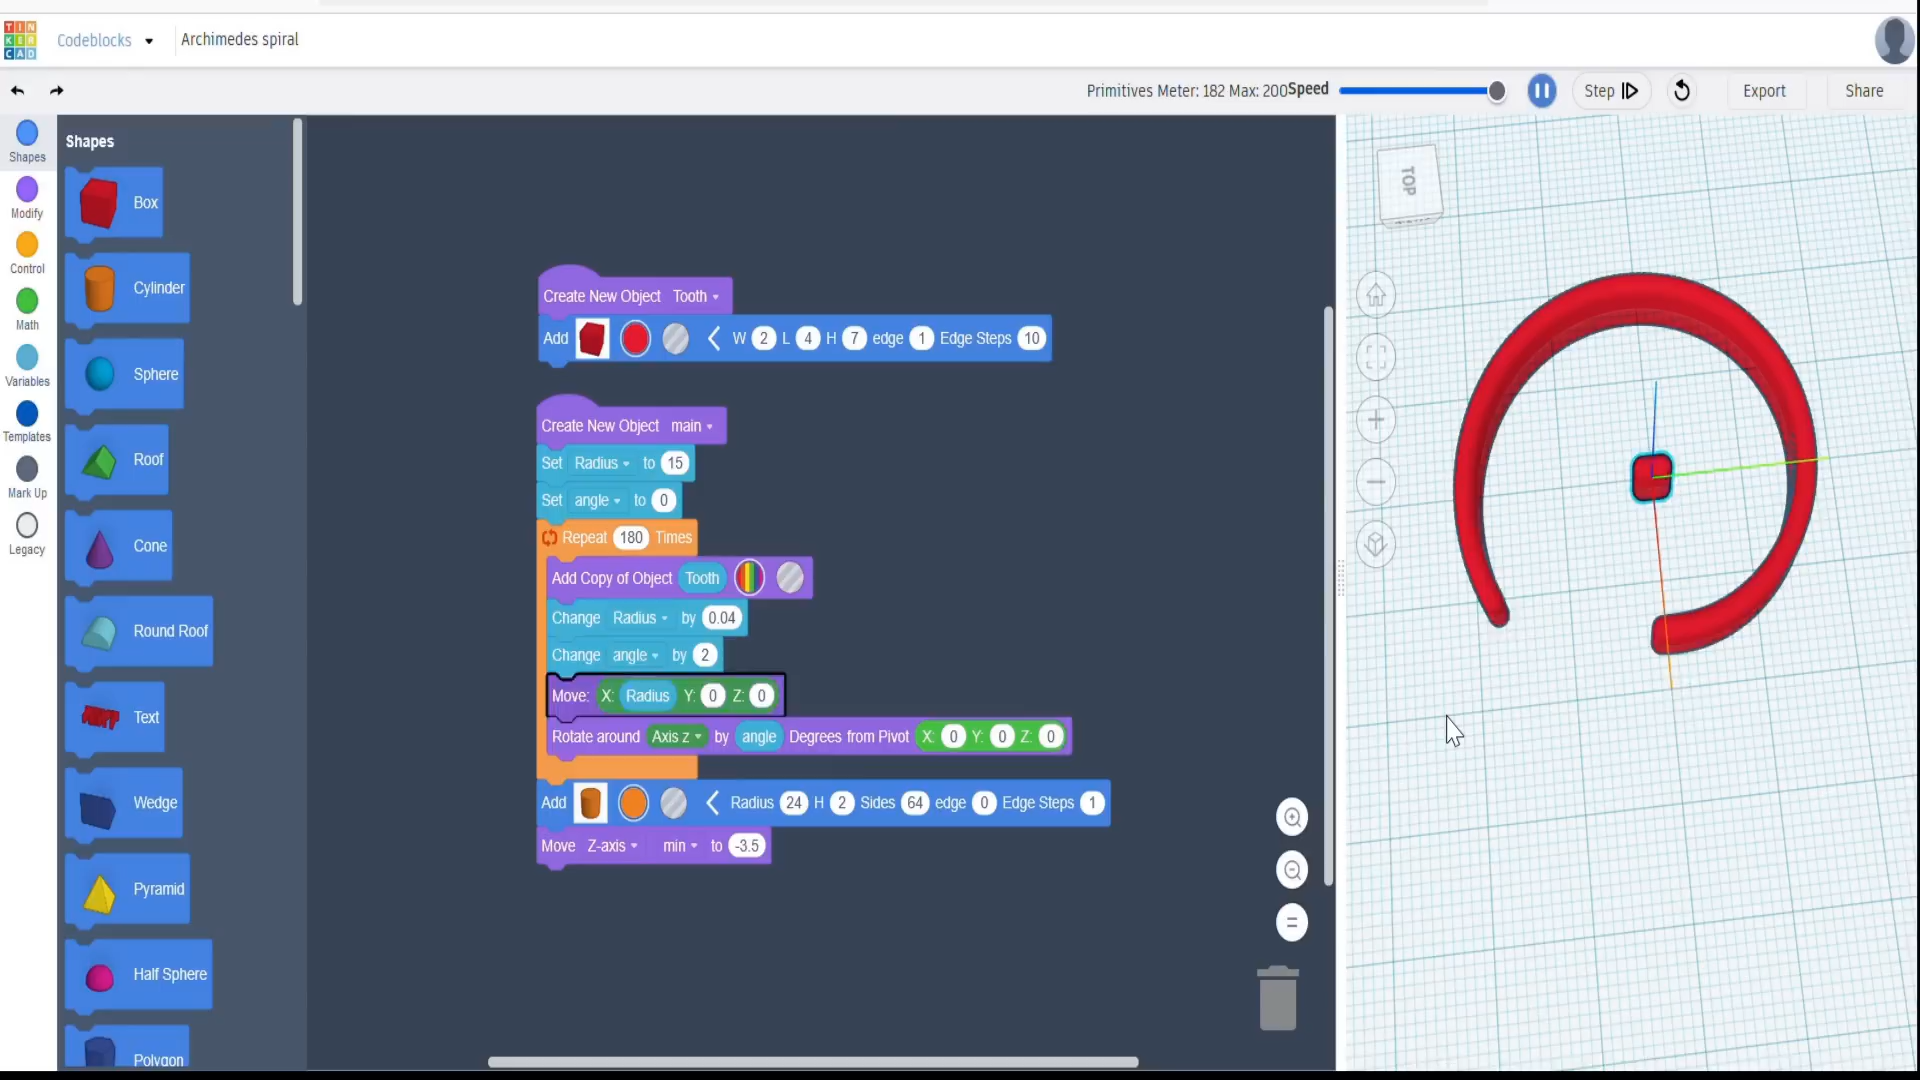 TINKERCAD
Codeblocks
Archimedes spiral
Primitives Meter: 182 Max: 200
Speed
Step
Export
Share
Shapes
Modify
Control
Math
Variables
Templates
Mark Up
Legacy
Shapes
Box
Cylinder
Sphere
Roof
Cone
Round Roof
Text
Wedge
Pyramid
Half Sphere
Polygon
Create New Object Tooth
Add W 2 L 4 H 7 edge 1 Edge Steps 10
Create New Object main
Set Radius to 15
Set angle to 0
Repeat 180 Times
Add Copy of Object Tooth
Change Radius by 0.04
Change angle by 2
Move: X: Radius Y: 0 Z: 0
Rotate around Axis z by angle Degrees from Pivot X: 0 Y: 0 Z: 0
Add Radius 24 H 2 Sides 64 edge 0 Edge Steps 1
Move Z-axis min to -3.5
TOP